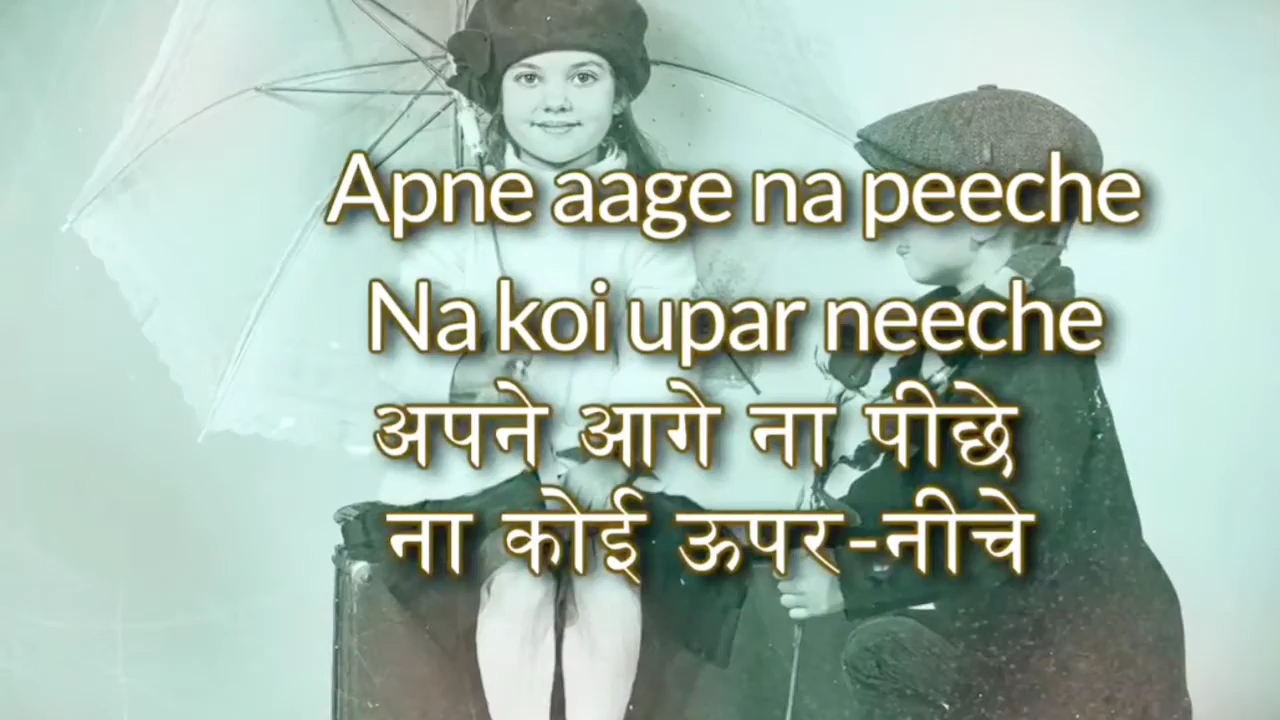 Apne aage na peeche
Na koi upar neeche
अपने आगे ना पीछे
ना कोई ऊपर-नीचे